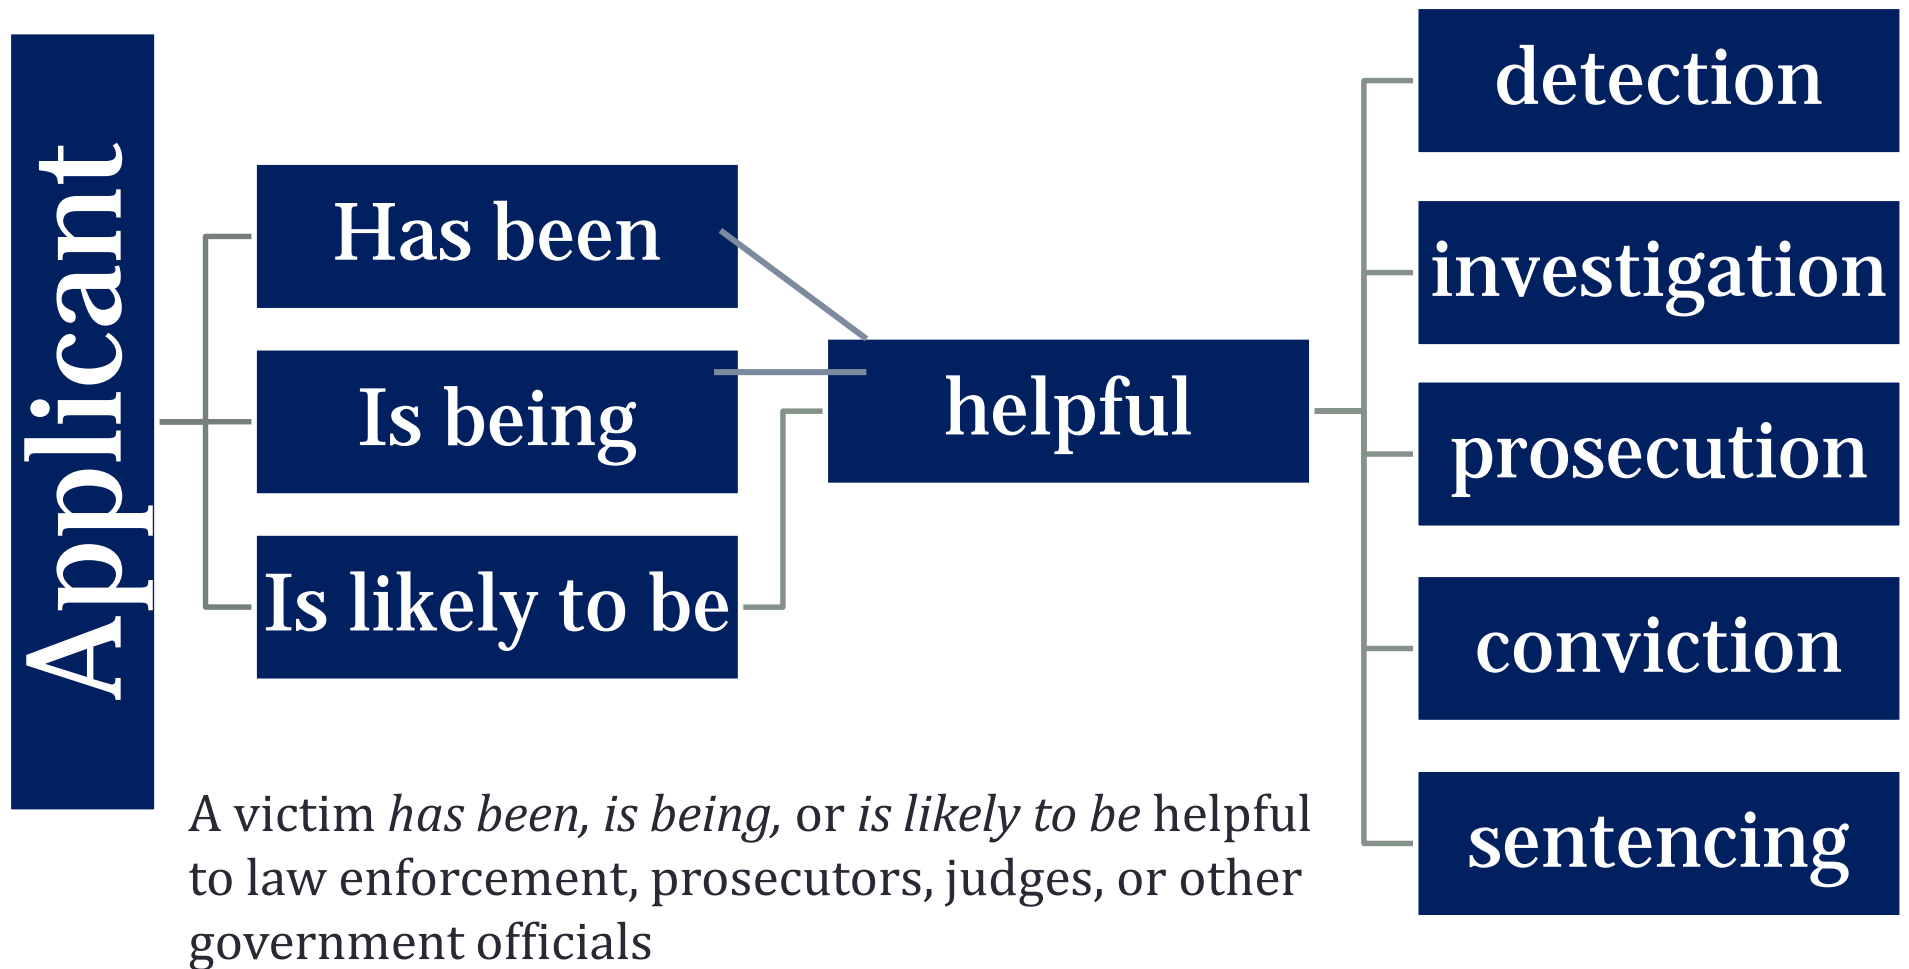 Applicant
Has been
Is being
Is likely to be
helpful
detection
investigation
prosecution
conviction
sentencing
A victim has been, is being, or is likely to be helpful
to law enforcement, prosecutors, judges, or other
government officials